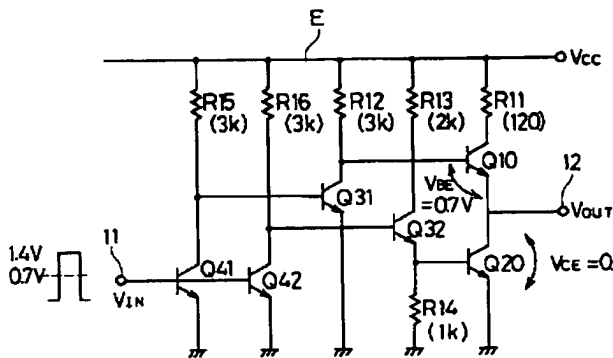 E
Vcc
R15
(3k)
R16
(3k)
R12
(3k)
R13
(2k)
R11
(120)
Q10
Q31
VBE
=0.7V
12
VOUT
Q32
1.4V
0.7V
11
VIN
Q41
Q42
Q20
VCE=0.
R14
(1k)